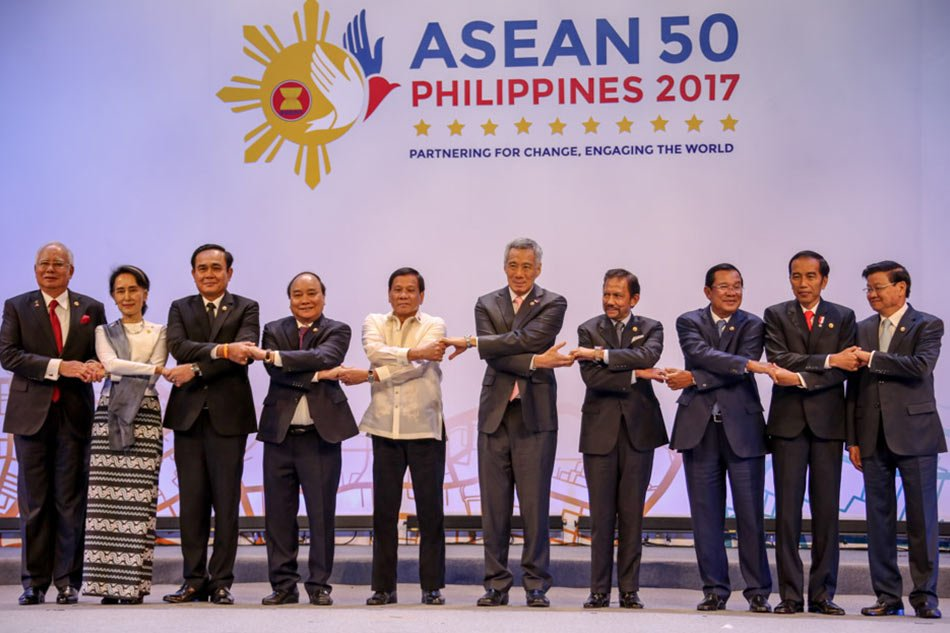 ASEAN 50
PHILIPPINES 2017
PARTNERING FOR CHANGE, ENGAGING THE WORLD